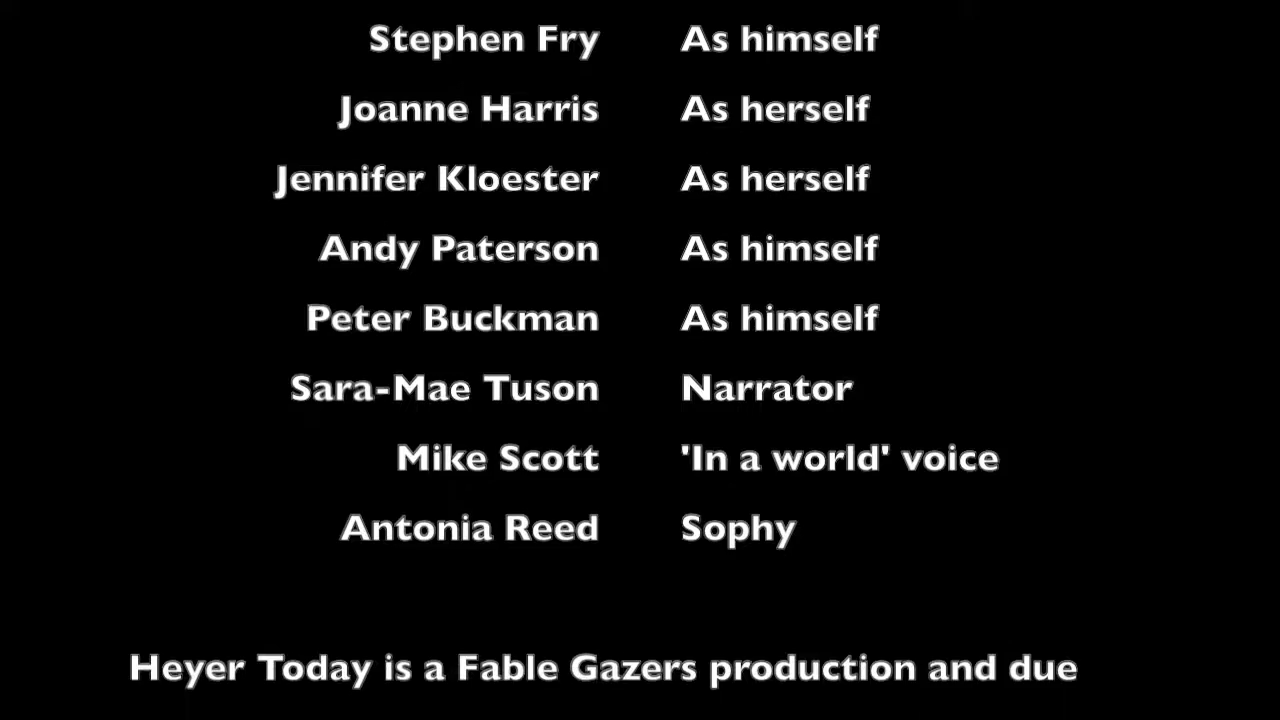 Stephen Fry As himself
Joanne Harris As herself
Jennifer Kloester As herself
Andy Paterson As himself
Peter Buckman As himself
Sara-Mae Tuson Narrator
Mike Scott 'In a world' voice
Antonia Reed Sophy
Heyer Today is a Fable Gazers production and due